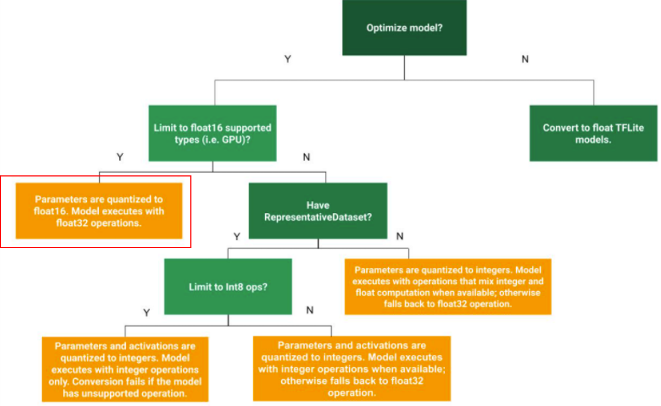 Optimize model?
Y
N
Limit to float16 supported
types (i.e. GPU)?
Convert to float TFLite
models.
Y
N
Parameters are quantized to
float16. Model executes with
float32 operations.
Have
RepresentativeDataset?
Y
N
Limit to Int8 ops?
Parameters are quantized to integers. Model
executes with operations that mix integer and
float computation when available; otherwise
falls back to float32 operation.
Y
N
Parameters and activations are
quantized to integers. Model
executes with integer operations
only. Conversion fails if the model
has unsupported operation.
Parameters and activations are
quantized to integers. Model executes
with integer operations when available;
otherwise falls back to float32
operation.